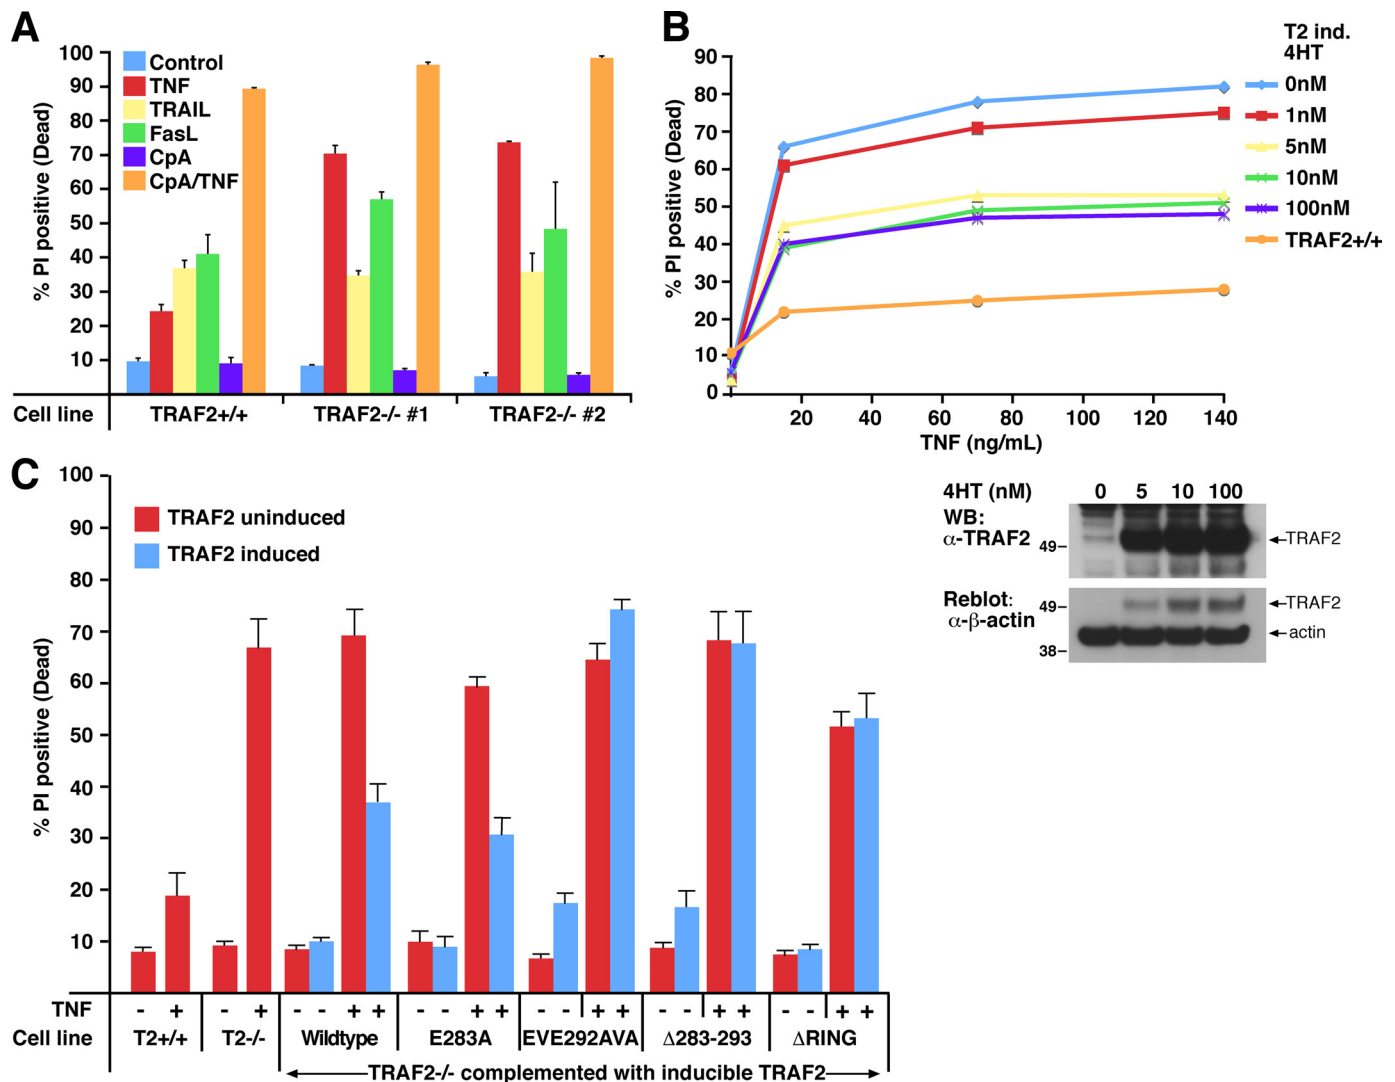 A
100
90
80
70
60
50
40
30
20
10
% PI positive (Dead)
Control
TNF
TRAIL
FasL
CpA
CpA/TNF
Cell line
TRAF2+/+
TRAF2-/- #1
TRAF2-/- #2
B
90
80
70
60
50
40
30
20
10
0
% PI positive (Dead)
20
40
60
80
100
120
140
TNF (ng/mL)
T2 ind.
4HT
0nM
1nM
5nM
10nM
100nM
TRAF2+/+
4HT (nM)
0 5 10 100
WB:
α-TRAF2
49
TRAF2
Reblot:
α-β-actin
49
38
TRAF2
actin
C
100
90
80
70
60
50
40
30
20
10
% PI positive (Dead)
TRAF2 uninduced
TRAF2 induced
TNF - + - + - - + + - - + + - - + + - - + + - - + +
Cell line T2+/+ T2-/- Wildtype E283A EVE292AVA Δ283-293 ΔRING
TRAF2-/- complemented with inducible TRAF2